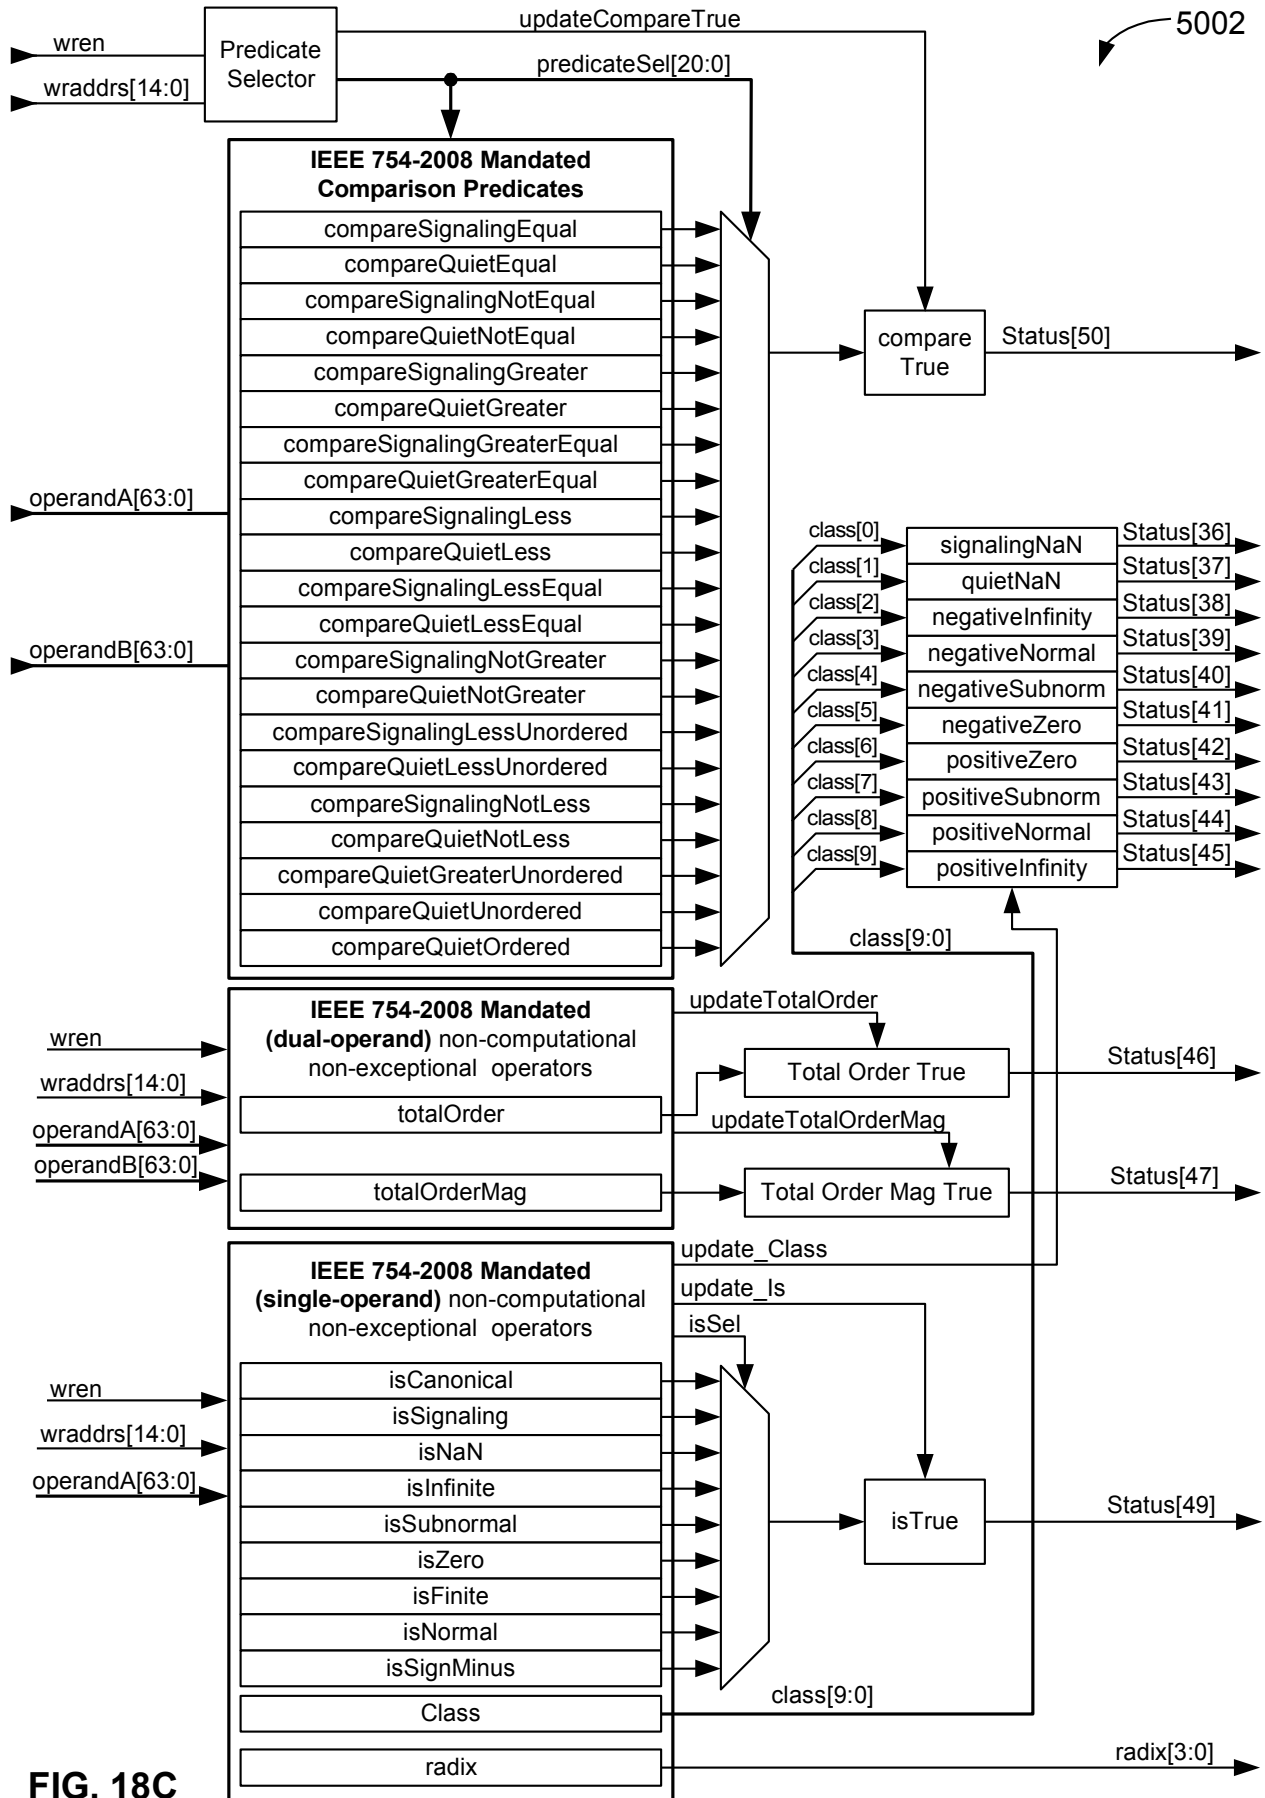 updateCompareTrue
5002
wren
Predicate
Selector
predicateSel[20:0]
wraddrs[14:0]
IEEE 754-2008 Mandated
Comparison Predicates
compareSignalingEqual
compareQuietEqual
compareSignalingNotEqual
compareQuietNotEqual
compareSignalingGreater
compareQuietGreater
compareSignalingGreaterEqual
compareQuietGreaterEqual
compareSignalingLess
compareQuietLess
compareSignalingLessEqual
compareQuietLessEqual
compareSignalingNotGreater
compareQuietNotGreater
compareSignalingLessUnordered
compareQuietLessUnordered
compareSignalingNotLess
compareQuietNotLess
compareQuietGreaterUnordered
compareQuietUnordered
compareQuietOrdered
operandA[63:0]
operandB[63:0]
compare
True
Status[50]
class[0] signalingNaN Status[36]
class[1] quietNaN Status[37]
class[2] negativeInfinity Status[38]
class[3] negativeNormal Status[39]
class[4] negativeSubnorm Status[40]
class[5] negativeZero Status[41]
class[6] positiveZero Status[42]
class[7] positiveSubnorm Status[43]
class[8] positiveNormal Status[44]
class[9] positiveInfinity Status[45]
class[9:0]
IEEE 754-2008 Mandated
(dual-operand) non-computational
non-exceptional operators
wren
wraddrs[14:0]
operandA[63:0]
operandB[63:0]
totalOrder
totalOrderMag
updateTotalOrder
Total Order True
Status[46]
updateTotalOrderMag
Total Order Mag True
Status[47]
update_Class
IEEE 754-2008 Mandated
(single-operand) non-computational
non-exceptional operators
update_Is
isSel
wren
wraddrs[14:0]
operandA[63:0]
isCanonical
isSignaling
isNaN
isInfinite
isSubnormal
isZero
isFinite
isNormal
isSignMinus
Class
radix
isTrue
Status[49]
class[9:0]
radix[3:0]
FIG. 18C